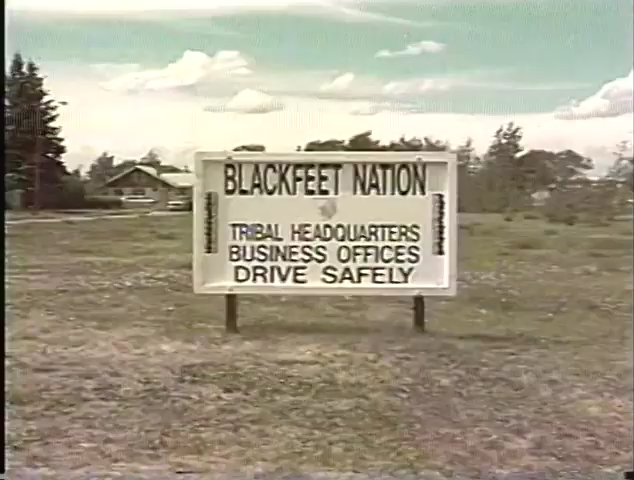 BLACKFEET NATION
TRIBAL HEADQUARTERS
BUSINESS OFFICES
DRIVE SAFELY